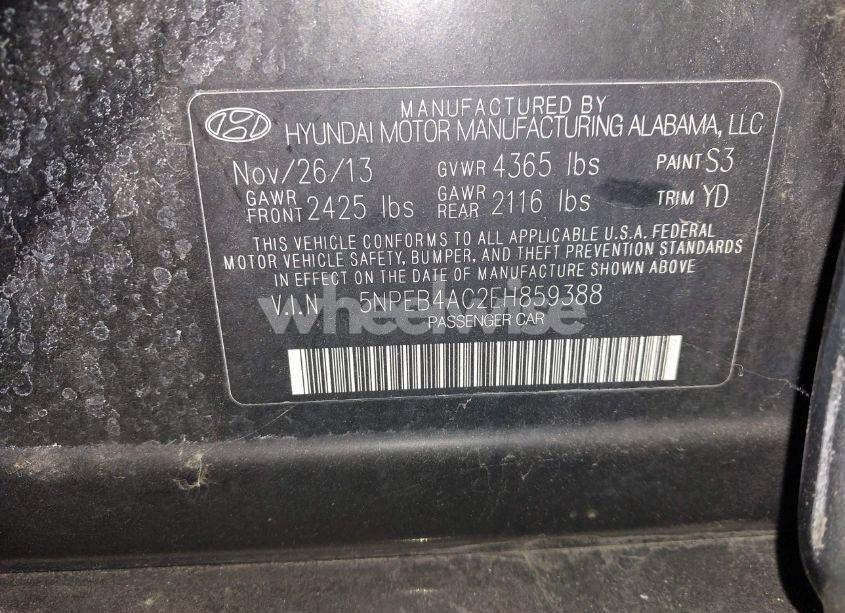 MANUFACTURED BY
HYUNDAI MOTOR MANUFACTURING ALABAMA, LLC
Nov/26/13 GVWR 4365 lbs PAINT S3
GAWR FRONT 2425 lbs GAWR REAR 2116 lbs TRIM YD
THIS VEHICLE CONFORMS TO ALL APPLICABLE U.S.A. FEDERAL
MOTOR VEHICLE SAFETY, BUMPER, AND THEFT PREVENTION STANDARDS
IN EFFECT ON THE DATE OF MANUFACTURE SHOWN ABOVE
V.I.N 5NPEB4AC2EH859388
wheelwise
PASSENGER CAR